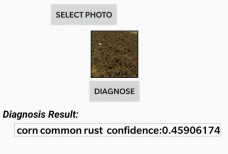 SELECT PHOTO
DIAGNOSE
Diagnosis Result:
corn common rust confidence:0.45906174